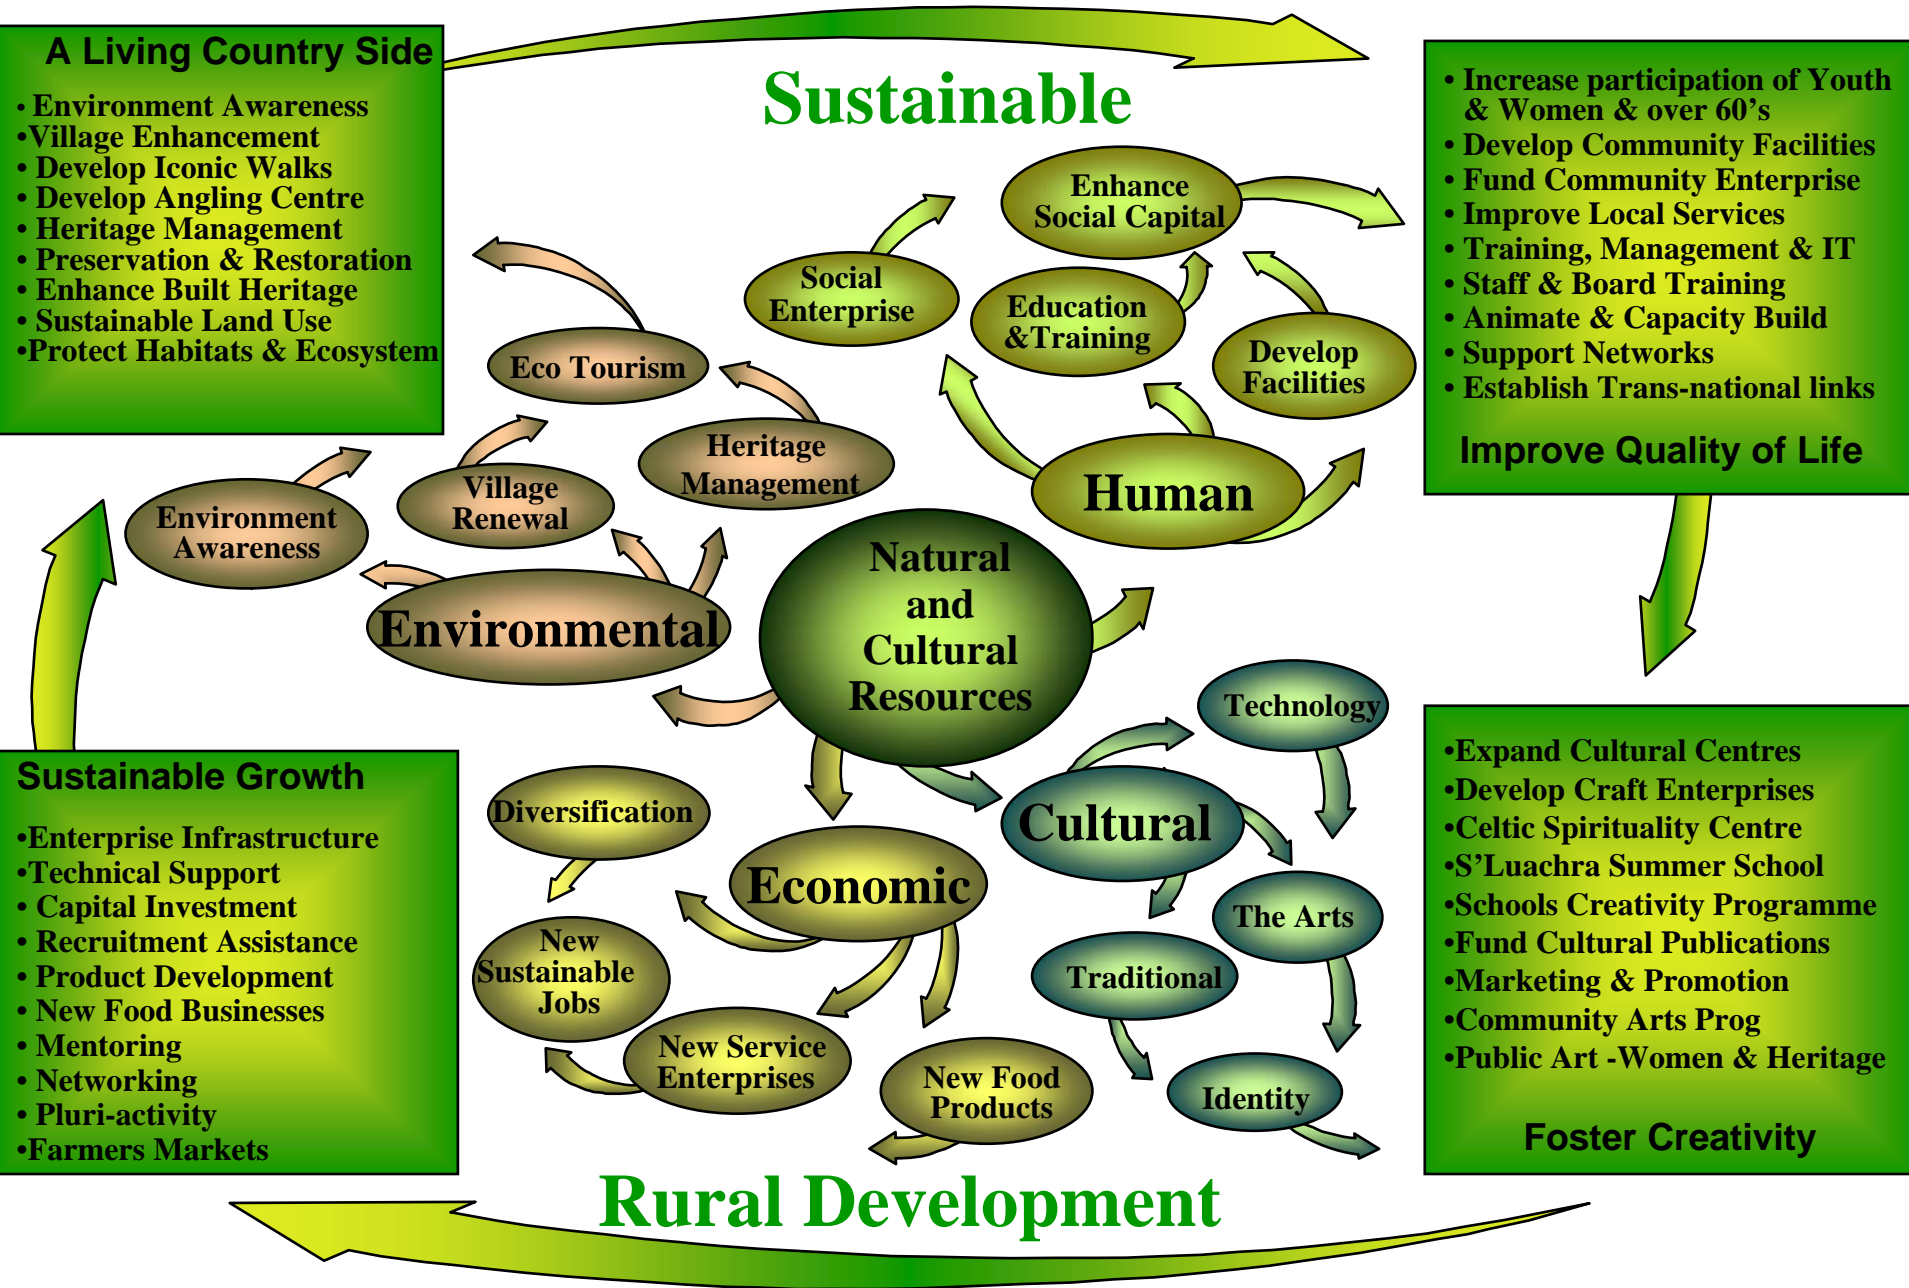 A Living Country Side
• Environment Awareness
•Village Enhancement
• Develop Iconic Walks
• Develop Angling Centre
• Heritage Management
• Preservation & Restoration
• Enhance Built Heritage
• Sustainable Land Use
•Protect Habitats & Ecosystem
Sustainable
• Increase participation of Youth
& Women & over 60’s
• Develop Community Facilities
• Fund Community Enterprise
• Improve Local Services
• Training, Management & IT
• Staff & Board Training
• Animate & Capacity Build
• Support Networks
• Establish Trans-national links
Improve Quality of Life
Enhance
Social Capital
Social
Enterprise
Education
&Training
Develop
Facilities
Human
Eco Tourism
Heritage
Management
Village
Renewal
Environment
Awareness
Environmental
Natural
and
Cultural
Resources
Technology
Cultural
The Arts
Traditional
Identity
Diversification
Economic
New
Sustainable
Jobs
New Service
Enterprises
New Food
Products
Sustainable Growth
•Enterprise Infrastructure
•Technical Support
• Capital Investment
• Recruitment Assistance
• Product Development
• New Food Businesses
• Mentoring
• Networking
• Pluri-activity
•Farmers Markets
•Expand Cultural Centres
•Develop Craft Enterprises
•Celtic Spirituality Centre
•S’Luachra Summer School
•Schools Creativity Programme
•Fund Cultural Publications
•Marketing & Promotion
•Community Arts Prog
•Public Art -Women & Heritage
Foster Creativity
Rural Development